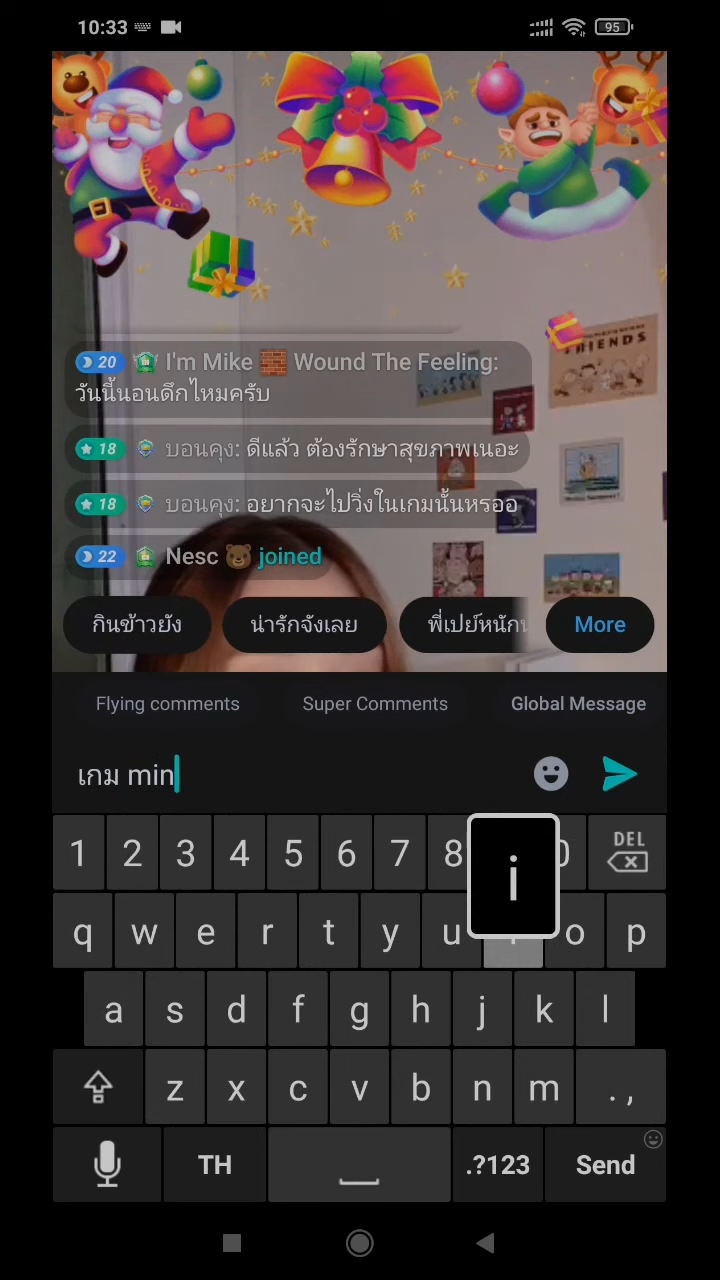 10:33
95
FRIENDS
20 I'm Mike 🧱 Wound The Feeling:
วันนี้นอนดึกไหมครับ
18 บอนคุง: ดีแล้ว ต้องรักษาสุขภาพเนอะ
18 บอนคุง: อยากจะไปวิ่งในเกมนั้นหรออ
22 Nesc 🐻 joined
กินข้าวยัง น่ารักจังเลย พี่เปย์หนัก More
Flying comments Super Comments Global Message
เกม min
1 2 3 4 5 6 7 8 0 DEL
i
q w e r t y u o p
a s d f g h j k l
z x c v b n m . ,
TH .?123 Send